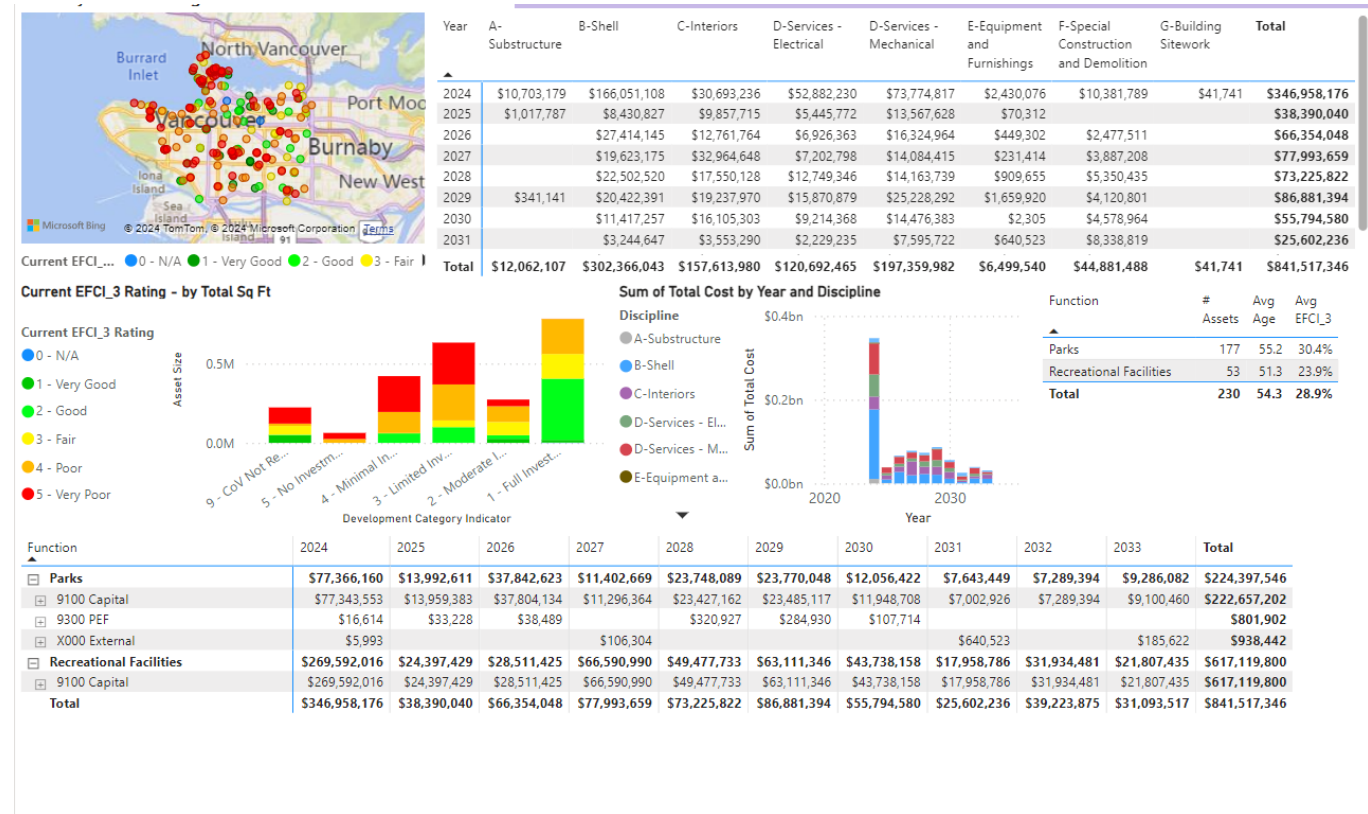 North Vancouver
Burrard
Inlet
Port Moo
Vancouver
Burnaby
Iona
Island
New West
Sea
Island
Microsoft Bing
© 2024 TomTom, © 2024 Microsoft Corporation Terms
91
Current EFCI_... 0 - N/A 1 - Very Good 2 - Good 3 - Fair
Year A-Substructure B-Shell C-Interiors D-Services - Electrical D-Services - Mechanical E-Equipment and Furnishings F-Special Construction and Demolition G-Building Sitework Total
2024 $10,703,179 $166,051,108 $30,693,236 $52,882,230 $73,774,817 $2,430,076 $10,381,789 $41,741 $346,958,176
2025 $1,017,787 $8,430,827 $9,857,715 $5,445,772 $13,567,628 $70,312 $38,390,040
2026 $27,414,145 $12,761,764 $6,926,363 $16,324,964 $449,302 $2,477,511 $66,354,048
2027 $19,623,175 $32,964,648 $7,202,798 $14,084,415 $231,414 $3,887,208 $77,993,659
2028 $22,502,520 $17,550,128 $12,749,346 $14,163,739 $909,655 $5,350,435 $73,225,822
2029 $341,141 $20,422,391 $19,237,970 $15,870,879 $25,228,292 $1,659,920 $4,120,801 $86,881,394
2030 $11,417,257 $16,105,303 $9,214,368 $14,476,383 $2,305 $4,578,964 $55,794,580
2031 $3,244,647 $3,553,290 $2,229,235 $7,595,722 $640,523 $8,338,819 $25,602,236
Total $12,062,107 $302,366,043 $157,613,980 $120,692,465 $197,359,982 $6,499,540 $44,881,488 $41,741 $841,517,346
Current EFCI_3 Rating - by Total Sq Ft
Current EFCI_3 Rating
0 - N/A
1 - Very Good
2 - Good
3 - Fair
4 - Poor
5 - Very Poor
Asset Size
0.5M
0.0M
9 - CoV Not Re...
5 - No Investm...
4 - Minimal In...
3 - Limited Inv...
2 - Moderate I...
1 - Full Invest...
Development Category Indicator
Sum of Total Cost by Year and Discipline
Discipline
A-Substructure
B-Shell
C-Interiors
D-Services - El...
D-Services - M...
E-Equipment a...
Sum of Total Cost
$0.4bn
$0.2bn
$0.0bn
2020 2030
Year
Function # Assets Avg Age Avg EFCI_3
Parks 177 55.2 30.4%
Recreational Facilities 53 51.3 23.9%
Total 230 54.3 28.9%
Function 2024 2025 2026 2027 2028 2029 2030 2031 2032 2033 Total
Parks $77,366,160 $13,992,611 $37,842,623 $11,402,669 $23,748,089 $23,770,048 $12,056,422 $7,643,449 $7,289,394 $9,286,082 $224,397,546
9100 Capital $77,343,553 $13,959,383 $37,804,134 $11,296,364 $23,427,162 $23,485,117 $11,948,708 $7,002,926 $7,289,394 $9,100,460 $222,657,202
9300 PEF $16,614 $33,228 $38,489 $320,927 $284,930 $107,714 $801,902
X000 External $5,993 $106,304 $640,523 $185,622 $938,442
Recreational Facilities $269,592,016 $24,397,429 $28,511,425 $66,590,990 $49,477,733 $63,111,346 $43,738,158 $17,958,786 $31,934,481 $21,807,435 $617,119,800
9100 Capital $269,592,016 $24,397,429 $28,511,425 $66,590,990 $49,477,733 $63,111,346 $43,738,158 $17,958,786 $31,934,481 $21,807,435 $617,119,800
Total $346,958,176 $38,390,040 $66,354,048 $77,993,659 $73,225,822 $86,881,394 $55,794,580 $25,602,236 $39,223,875 $31,093,517 $841,517,346